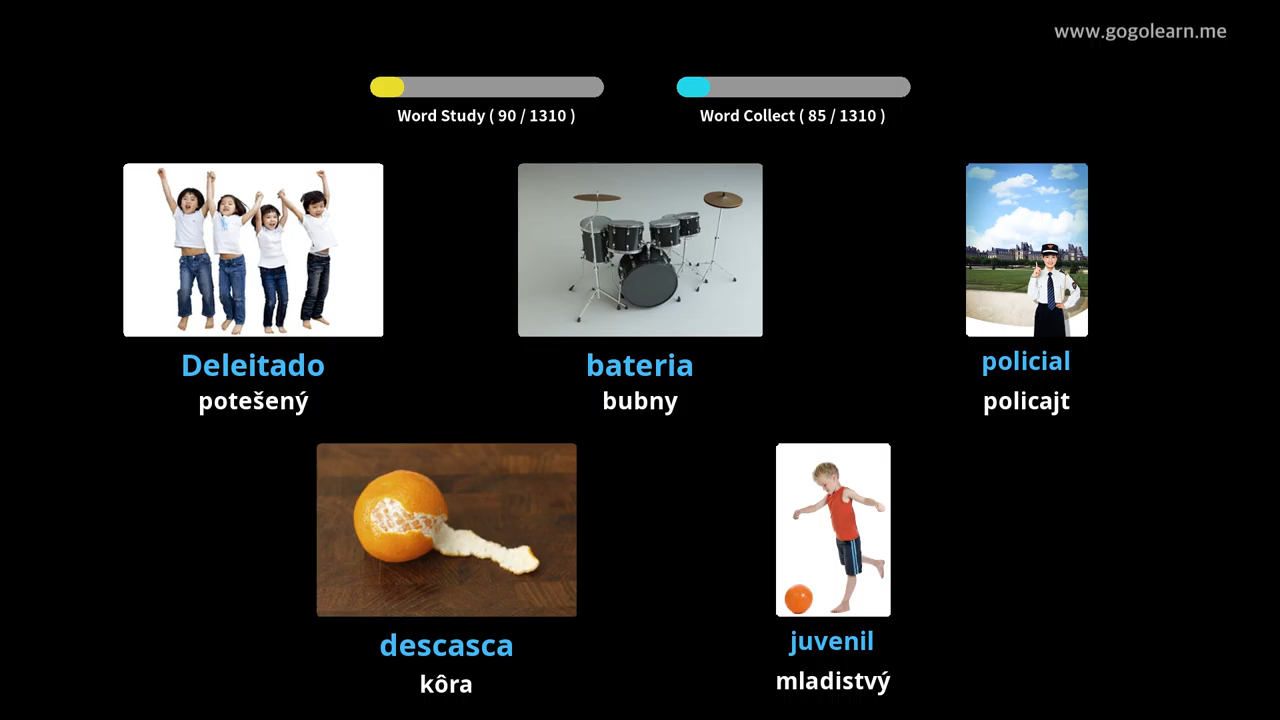 www.gogolearn.me
Word Study ( 90 / 1310 )
Word Collect ( 85 / 1310 )
Deleitado
potešený
bateria
bubny
policial
policajt
descasca
kôra
juvenil
mladistvý